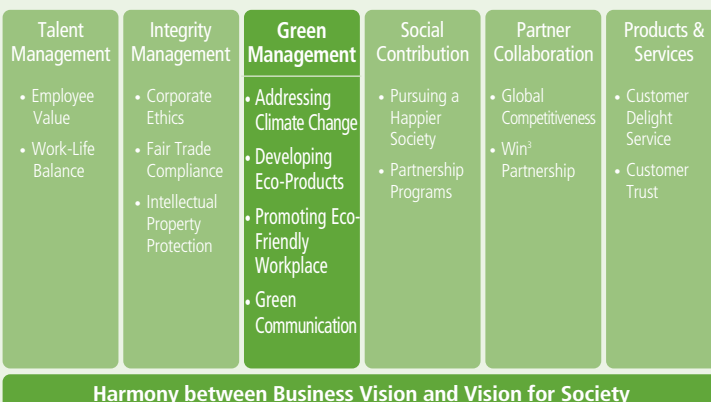 Talent
Management
• Employee
Value
• Work-Life
Balance
Integrity
Management
• Corporate
Ethics
• Fair Trade
Compliance
• Intellectual
Property
Protection
Green
Management
• Addressing
Climate Change
• Developing
Eco-Products
• Promoting Eco-
Friendly
Workplace
• Green
Communication
Social
Contribution
• Pursuing a
Happier
Society
• Partnership
Programs
Partner
Collaboration
• Global
Competitiveness
• Win³
Partnership
Products &
Services
• Customer
Delight
Service
• Customer
Trust
Harmony between Business Vision and Vision for Society